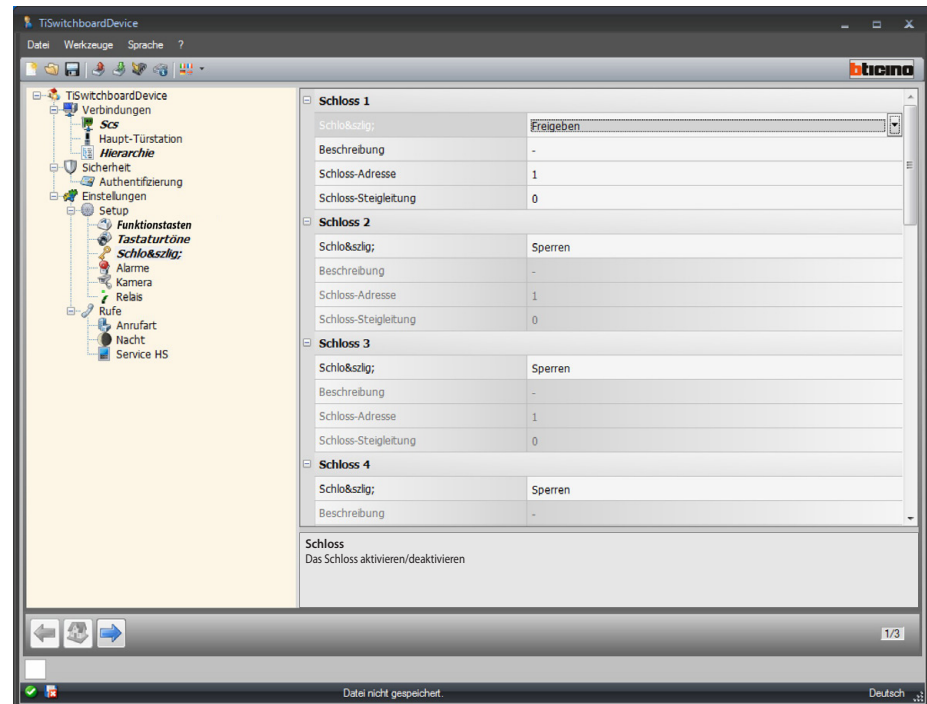 TiSwitchboardDevice
Datei Werkzeuge Sprache ?
bticino
TiSwitchboardDevice
Verbindungen
Scs
Haupt-Türstation
Hierarchie
Sicherheit
Authentifizierung
Einstellungen
Setup
Funktionstasten
Tastaturtöne
Schlo&szlig;
Alarme
Kamera
Relais
Rufe
Anrufart
Nacht
Service HS
Schloss 1
Schlo&szlig; Freigeben
Beschreibung -
Schloss-Adresse 1
Schloss-Steigleitung 0
Schloss 2
Schlo&szlig; Sperren
Beschreibung -
Schloss-Adresse 1
Schloss-Steigleitung 0
Schloss 3
Schlo&szlig; Sperren
Beschreibung -
Schloss-Adresse 1
Schloss-Steigleitung 0
Schloss 4
Schlo&szlig; Sperren
Beschreibung -
Schloss
Das Schloss aktivieren/deaktivieren
1/3
Datei nicht gespeichert. Deutsch